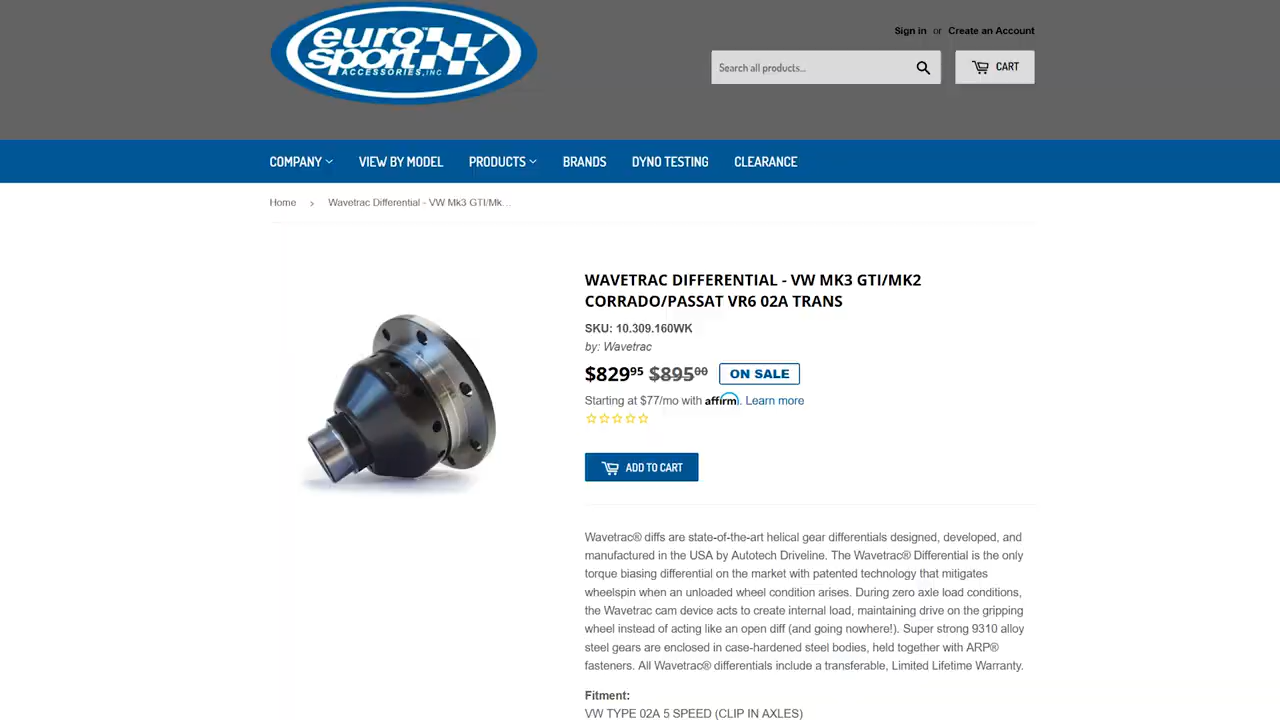 euro
sport
ACCESSORIES, INC
TM
Sign in or Create an Account
Search all products...
CART
COMPANY
VIEW BY MODEL
PRODUCTS
BRANDS
DYNO TESTING
CLEARANCE
Home › Wavetrac Differential - VW Mk3 GTI/Mk...
WAVETRAC DIFFERENTIAL - VW MK3 GTI/MK2
CORRADO/PASSAT VR6 02A TRANS
SKU: 10.309.160WK
by: Wavetrac
$829.95 $895.00 ON SALE
Starting at $77/mo with affirm. Learn more
ADD TO CART
Wavetrac® diffs are state-of-the-art helical gear differentials designed, developed, and
manufactured in the USA by Autotech Driveline. The Wavetrac® Differential is the only
torque biasing differential on the market with patented technology that mitigates
wheelspin when an unloaded wheel condition arises. During zero axle load conditions,
the Wavetrac cam device acts to create internal load, maintaining drive on the gripping
wheel instead of acting like an open diff (and going nowhere!). Super strong 9310 alloy
steel gears are enclosed in case-hardened steel bodies, held together with ARP®
fasteners. All Wavetrac® differentials include a transferable, Limited Lifetime Warranty.
Fitment:
VW TYPE 02A 5 SPEED (CLIP IN AXLES)